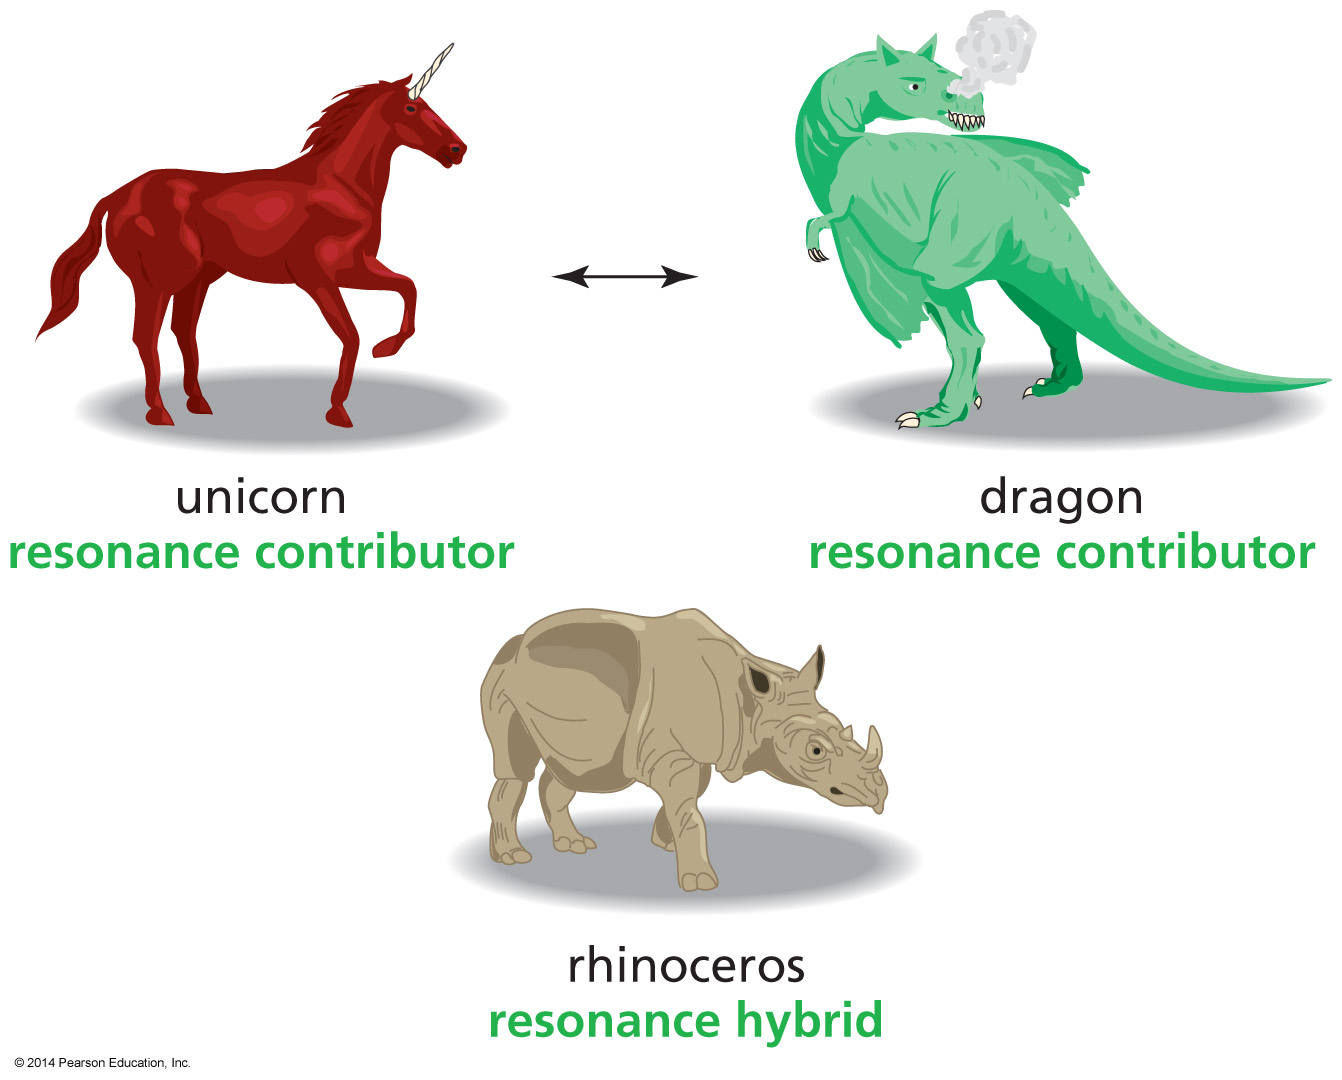 unicorn
resonance contributor
dragon
resonance contributor
rhinoceros
resonance hybrid
© 2014 Pearson Education, Inc.